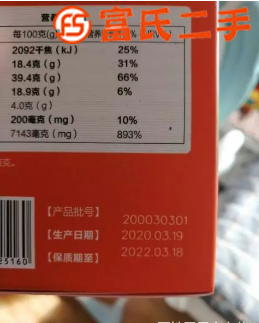 富氏二手
每100克(g)
2092千焦 (kJ) 25%
18.4克 (g) 31%
39.4克 (g) 66%
18.9克 (g) 6%
4.0克 (g)
200毫克 (mg) 10%
7143毫克 (mg) 893%
[产品批号] 200030301
[生产日期] 2020.03.19
[保质期至] 2022.03.18
25160